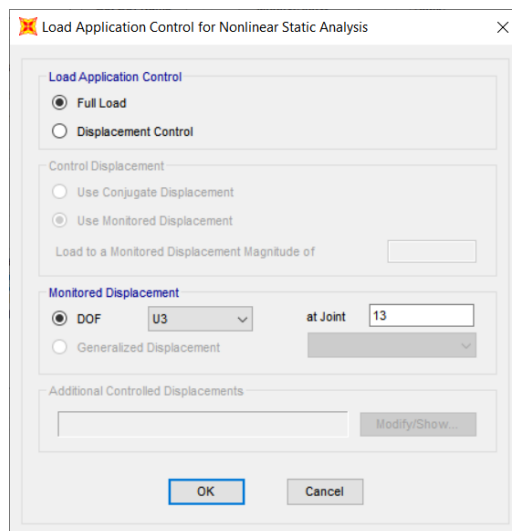 Load Application Control for Nonlinear Static Analysis
Load Application Control
Full Load
Displacement Control
Control Displacement
Use Conjugate Displacement
Use Monitored Displacement
Load to a Monitored Displacement Magnitude of
Monitored Displacement
DOF U3 at Joint 13
Generalized Displacement
Additional Controlled Displacements
Modify/Show...
OK Cancel